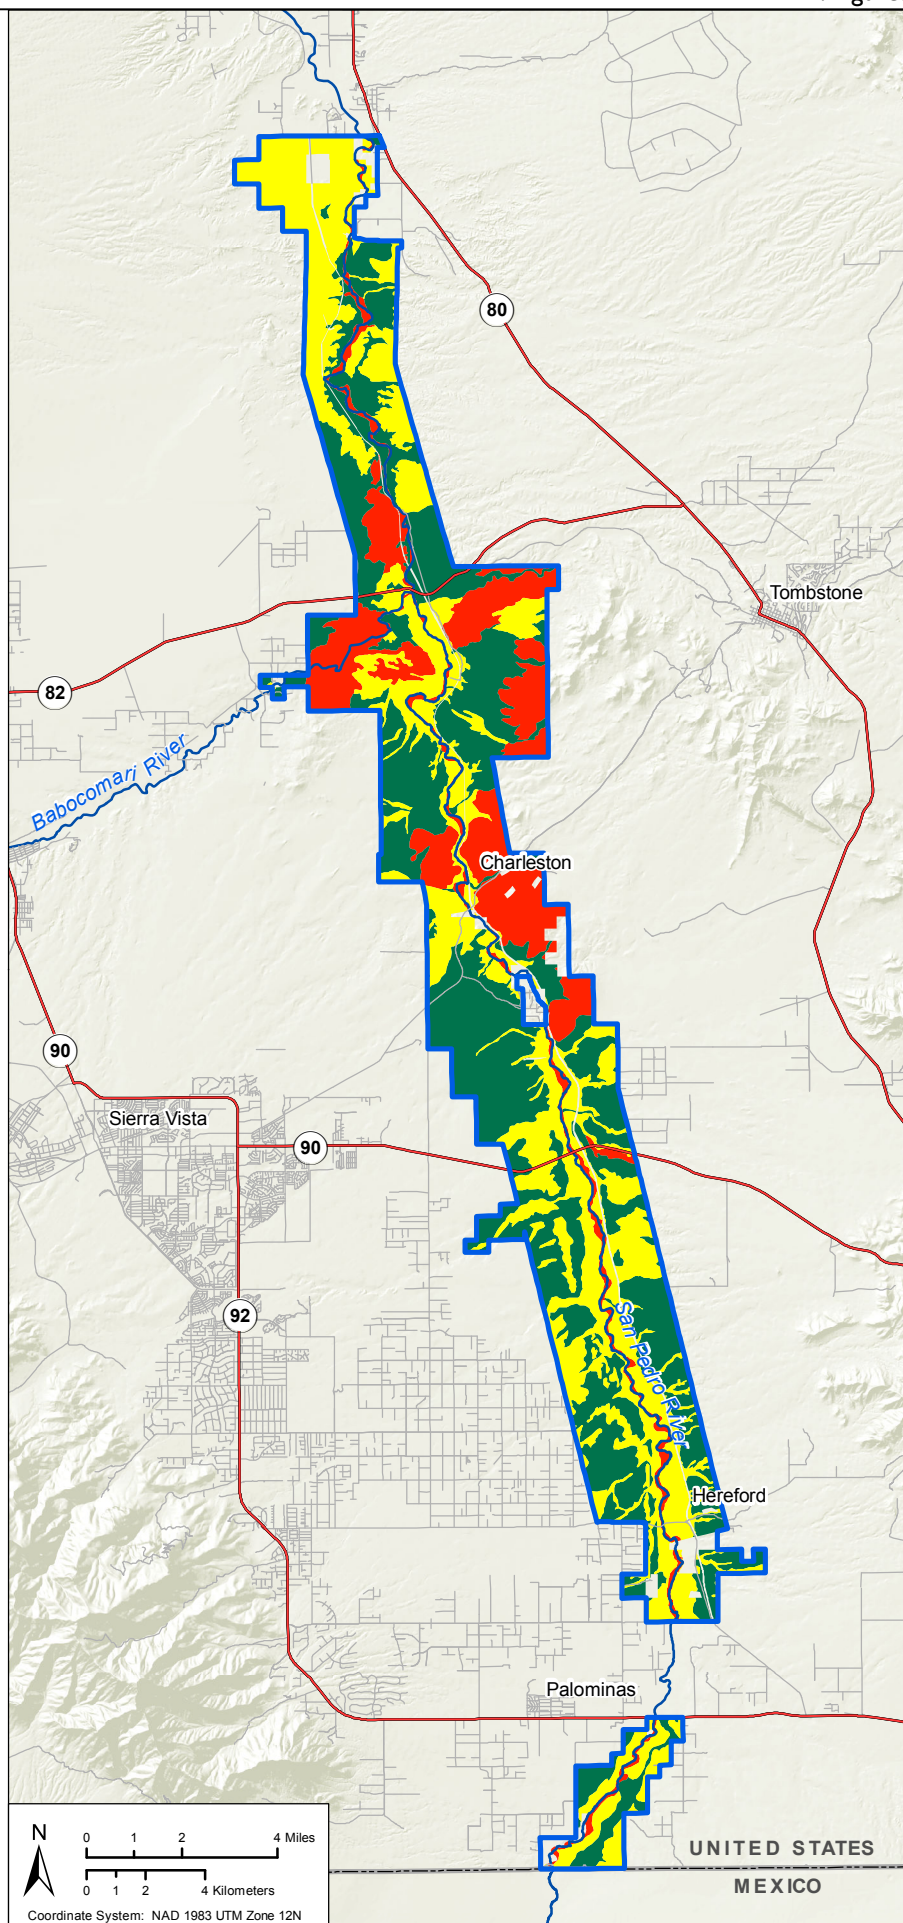 80
Tombstone
82
Babocomari River
Charleston
90
Sierra Vista
90
92
San Pedro River
Hereford
Palominas
UNITED STATES
MEXICO
N
0 1 2 4 Miles
0 1 2 4 Kilometers
Coordinate System: NAD 1983 UTM Zone 12N